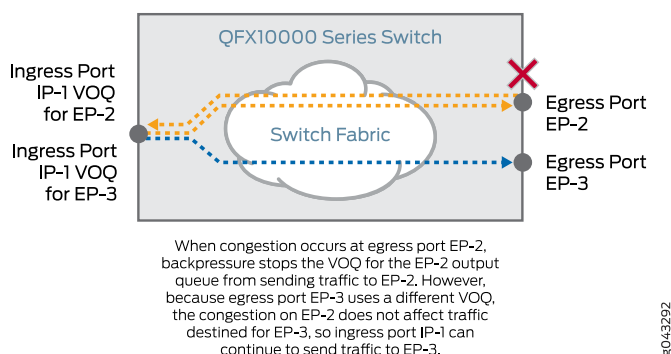 QFX10000 Series Switch
Ingress Port
IP-1 VOQ
for EP-2
Ingress Port
IP-1 VOQ
for EP-3
Switch Fabric
Egress Port
EP-2
Egress Port
EP-3
When congestion occurs at egress port EP-2,
backpressure stops the VOQ for the EP-2 output
queue from sending traffic to EP-2. However,
because egress port EP-3 uses a different VOQ,
the congestion on EP-2 does not affect traffic
destined for EP-3, so ingress port IP-1 can
continue to send traffic to EP-3.
g043292